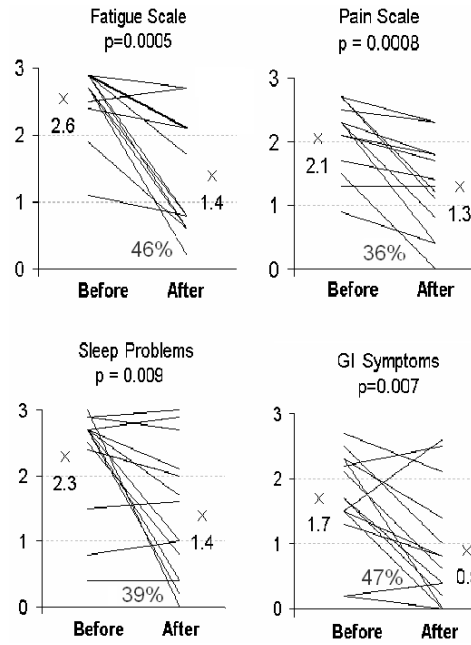 Fatigue Scale
p=0.0005
3
2
1
0
2.6
1.4
46%
Before After
Pain Scale
p = 0.0008
3
2
1
0
2.1
1.3
36%
Before After
Sleep Problems
p = 0.009
3
2
1
0
2.3
1.4
39%
Before After
GI Symptoms
p=0.007
3
2
1
0
1.7
47%
Before After